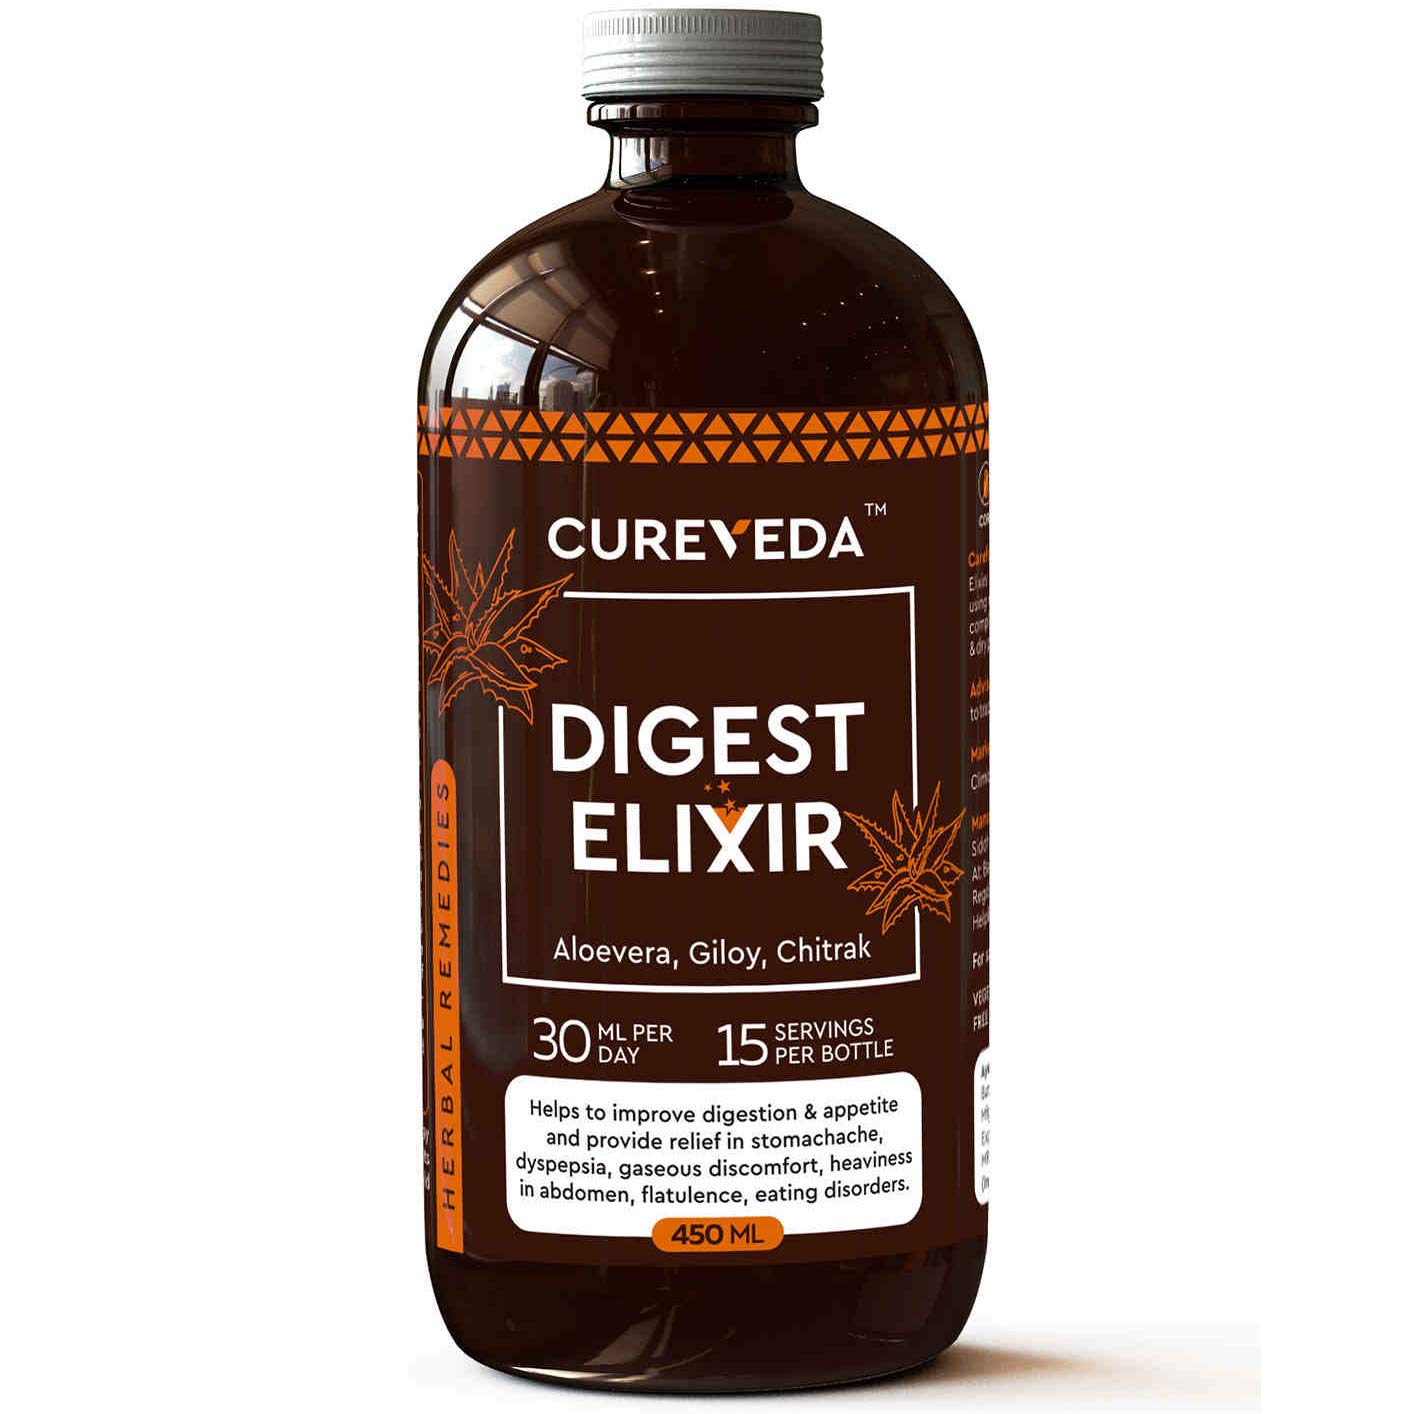 CUREVEDA™
DIGEST
ELIXIR
Aloevera, Giloy, Chitrak
30 ML PER
DAY
15 SERVINGS
PER BOTTLE
Helps to improve digestion & appetite
and provide relief in stomachache,
dyspepsia, gaseous discomfort, heaviness
in abdomen, flatulence, eating disorders.
450 ML
HERBAL REMEDIES